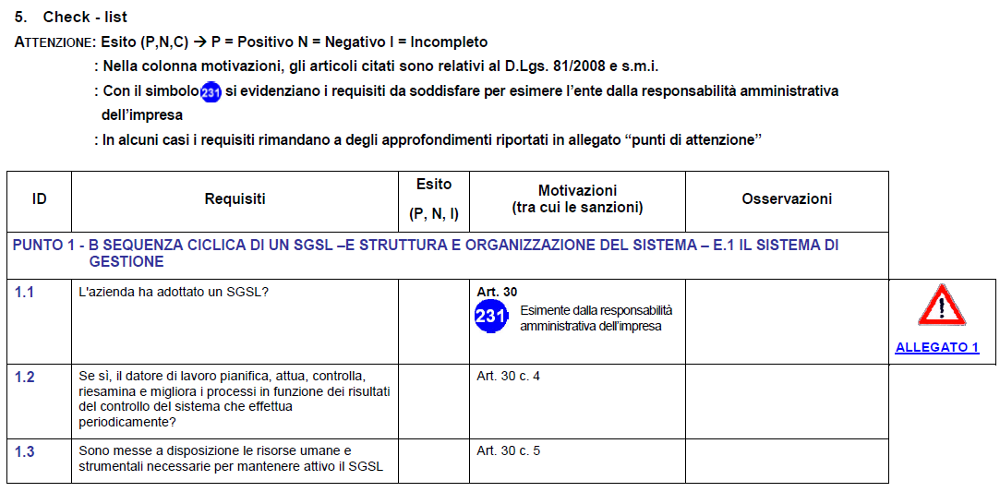 5. Check - list
ATTENZIONE: Esito (P,N,C) → P = Positivo N = Negativo I = Incompleto
: Nella colonna motivazioni, gli articoli citati sono relativi al D.Lgs. 81/2008 e s.m.i.
: Con il simbolo 231 si evidenziano i requisiti da soddisfare per esimere l'ente dalla responsabilità amministrativa
dell'impresa
: In alcuni casi i requisiti rimandano a degli approfondimenti riportati in allegato “punti di attenzione”
ID
Requisiti
Esito
(P, N, I)
Motivazioni
(tra cui le sanzioni)
Osservazioni
PUNTO 1 - B SEQUENZA CICLICA DI UN SGSL –E STRUTTURA E ORGANIZZAZIONE DEL SISTEMA – E.1 IL SISTEMA DI
GESTIONE
1.1
L'azienda ha adottato un SGSL?
Art. 30
231
Esimente dalla responsabilità
amministrativa dell'impresa
!
ALLEGATO 1
1.2
Se sì, il datore di lavoro pianifica, attua, controlla,
riesamina e migliora i processi in funzione dei risultati
del controllo del sistema che effettua
periodicamente?
Art. 30 c. 4
1.3
Sono messe a disposizione le risorse umane e
strumentali necessarie per mantenere attivo il SGSL
Art. 30 c. 5